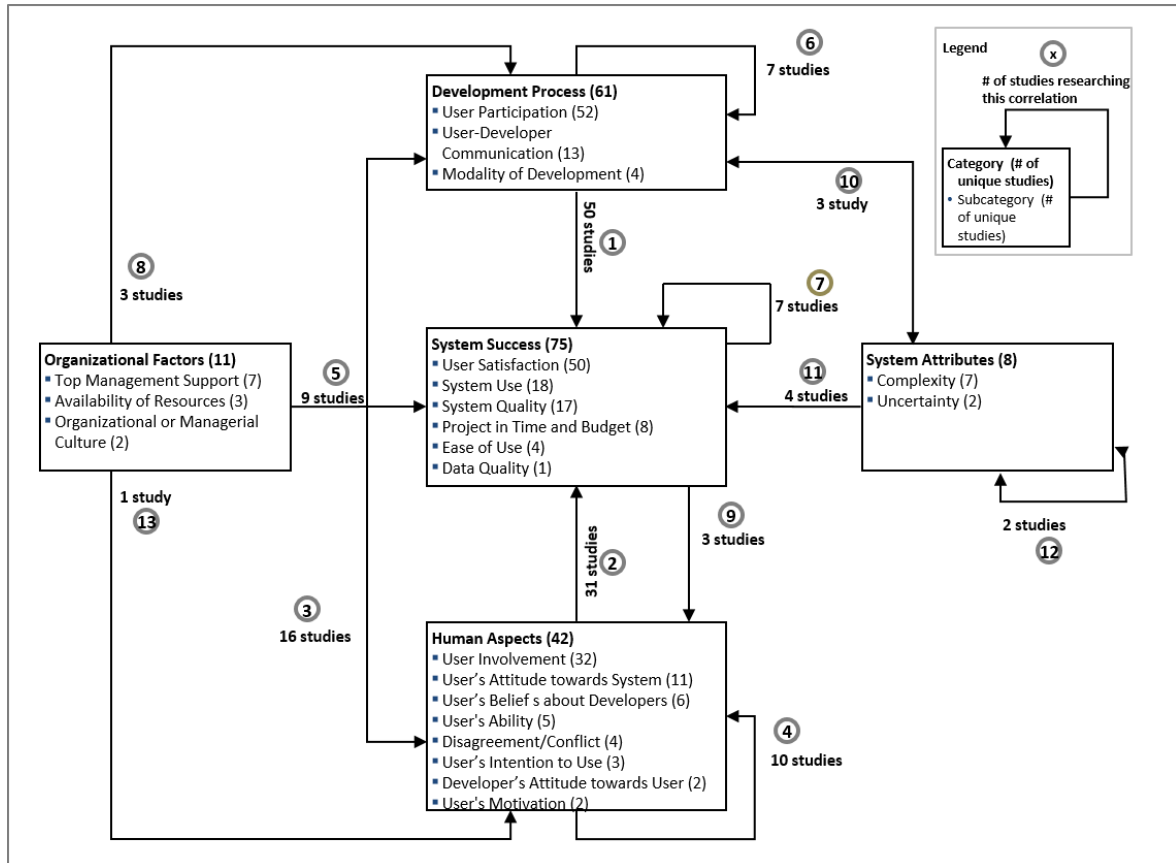 6
7 studies
Legend
x
# of studies researching
this correlation
Category (# of
unique studies)
• Subcategory (#
of unique
studies)
Development Process (61)
▪ User Participation (52)
▪ User-Developer
Communication (13)
▪ Modality of Development (4)
10
3 study
50 studies
1
8
3 studies
7
7 studies
Organizational Factors (11)
▪ Top Management Support (7)
▪ Availability of Resources (3)
▪ Organizational or Managerial
Culture (2)
5
9 studies
System Success (75)
▪ User Satisfaction (50)
▪ System Use (18)
▪ System Quality (17)
▪ Project in Time and Budget (8)
▪ Ease of Use (4)
▪ Data Quality (1)
11
4 studies
System Attributes (8)
▪ Complexity (7)
▪ Uncertainty (2)
1 study
13
31 studies
2
9
3 studies
2 studies
12
3
16 studies
Human Aspects (42)
▪ User Involvement (32)
▪ User's Attitude towards System (11)
▪ User's Belief s about Developers (6)
▪ User's Ability (5)
▪ Disagreement/Conflict (4)
▪ User's Intention to Use (3)
▪ Developer's Attitude towards User (2)
▪ User's Motivation (2)
4
10 studies